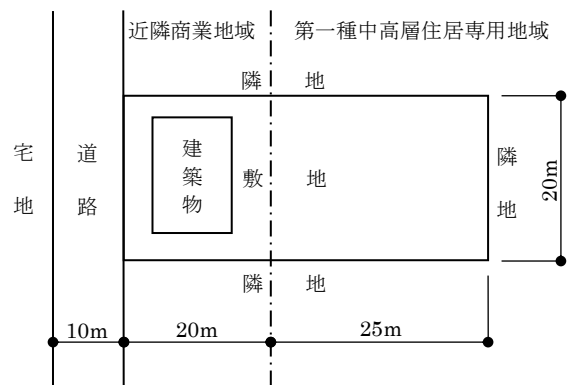 近隣商業地域
第一種中高層住居専用地域
隣地
宅地
道路
建築物
敷地
隣地
20m
隣地
10m
20m
25m